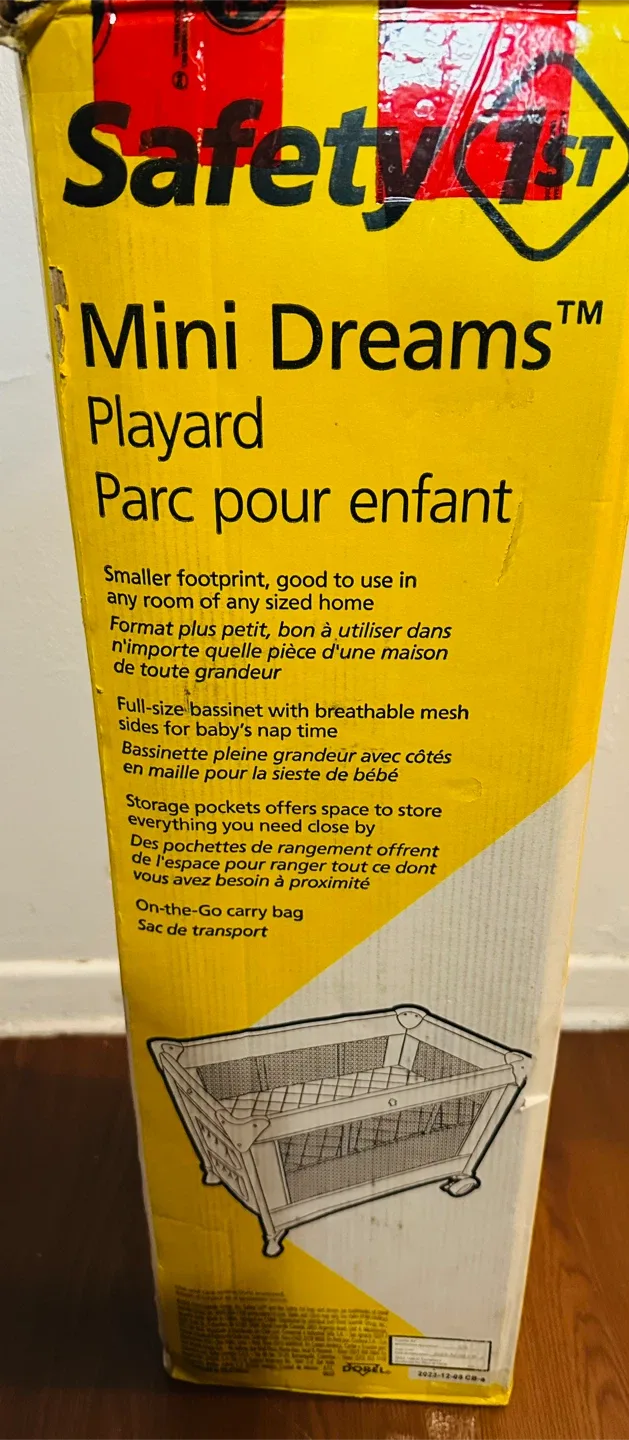 Safety 1ST
Mini Dreams™
Playard
Parc pour enfant
Smaller footprint, good to use in
any room of any sized home
Format plus petit, bon à utiliser dans
n'importe quelle pièce d'une maison
de toute grandeur
Full-size bassinet with breathable mesh
sides for baby's nap time
Bassinette pleine grandeur avec côtés
en maille pour la sieste de bébé
Storage pockets offers space to store
everything you need close by
Des pochettes de rangement offrent
de l'espace pour ranger tout ce dont
vous avez besoin à proximité
On-the-Go carry bag
Sac de transport
DOREL